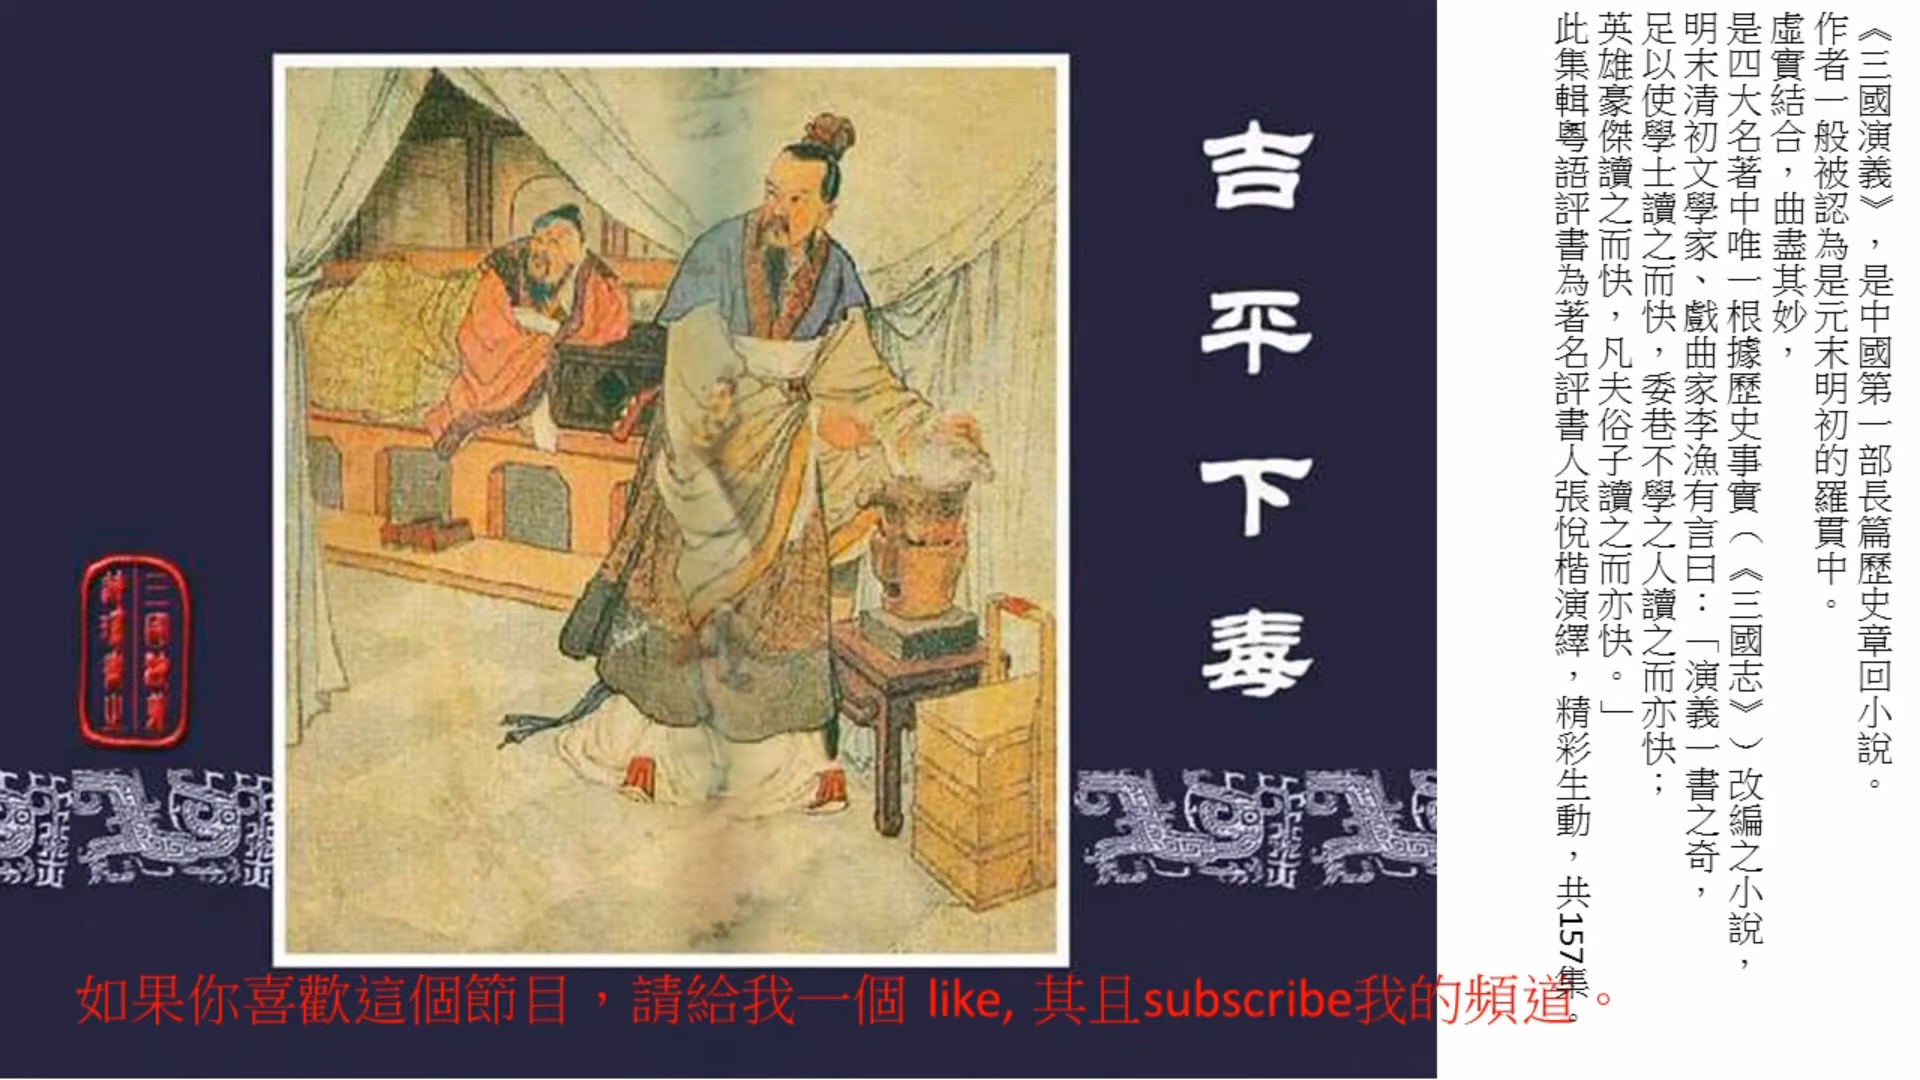 《三國演義》，是中國第一部長篇歷史章回小說。
作者一般被認為是元末明初的羅貫中。
虛實結合，曲盡其妙，
是四大名著中唯一根據歷史事實（《三國志》）改編之小說，
明末清初文學家、戲曲家李漁有言曰：「演義一書之奇，
足以使學士讀之而快，委巷不學之人讀之而亦快；
英雄豪傑讀之而快，凡夫俗子讀之而亦快。」
此集輯粵語評書為著名評書人張悅楷演繹，精彩生動，共157集。
吉平下毒
如果你喜歡這個節目，請給我一個 like, 其且subscribe我的頻道。